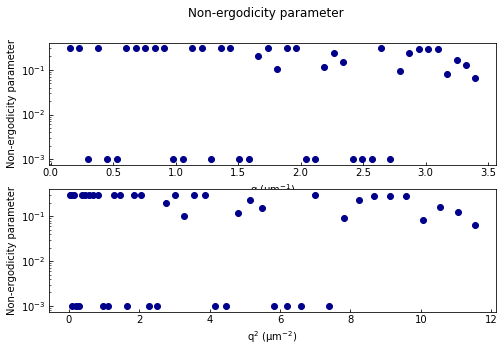 Non-ergodicity parameter
Non-ergodicity parameter
10⁻¹
10⁻²
10⁻³
0.0 0.5 1.0 1.5 2.0 2.5 3.0 3.5
q (μm⁻¹)
Non-ergodicity parameter
10⁻¹
10⁻²
10⁻³
0 2 4 6 8 10 12
q² (μm⁻²)